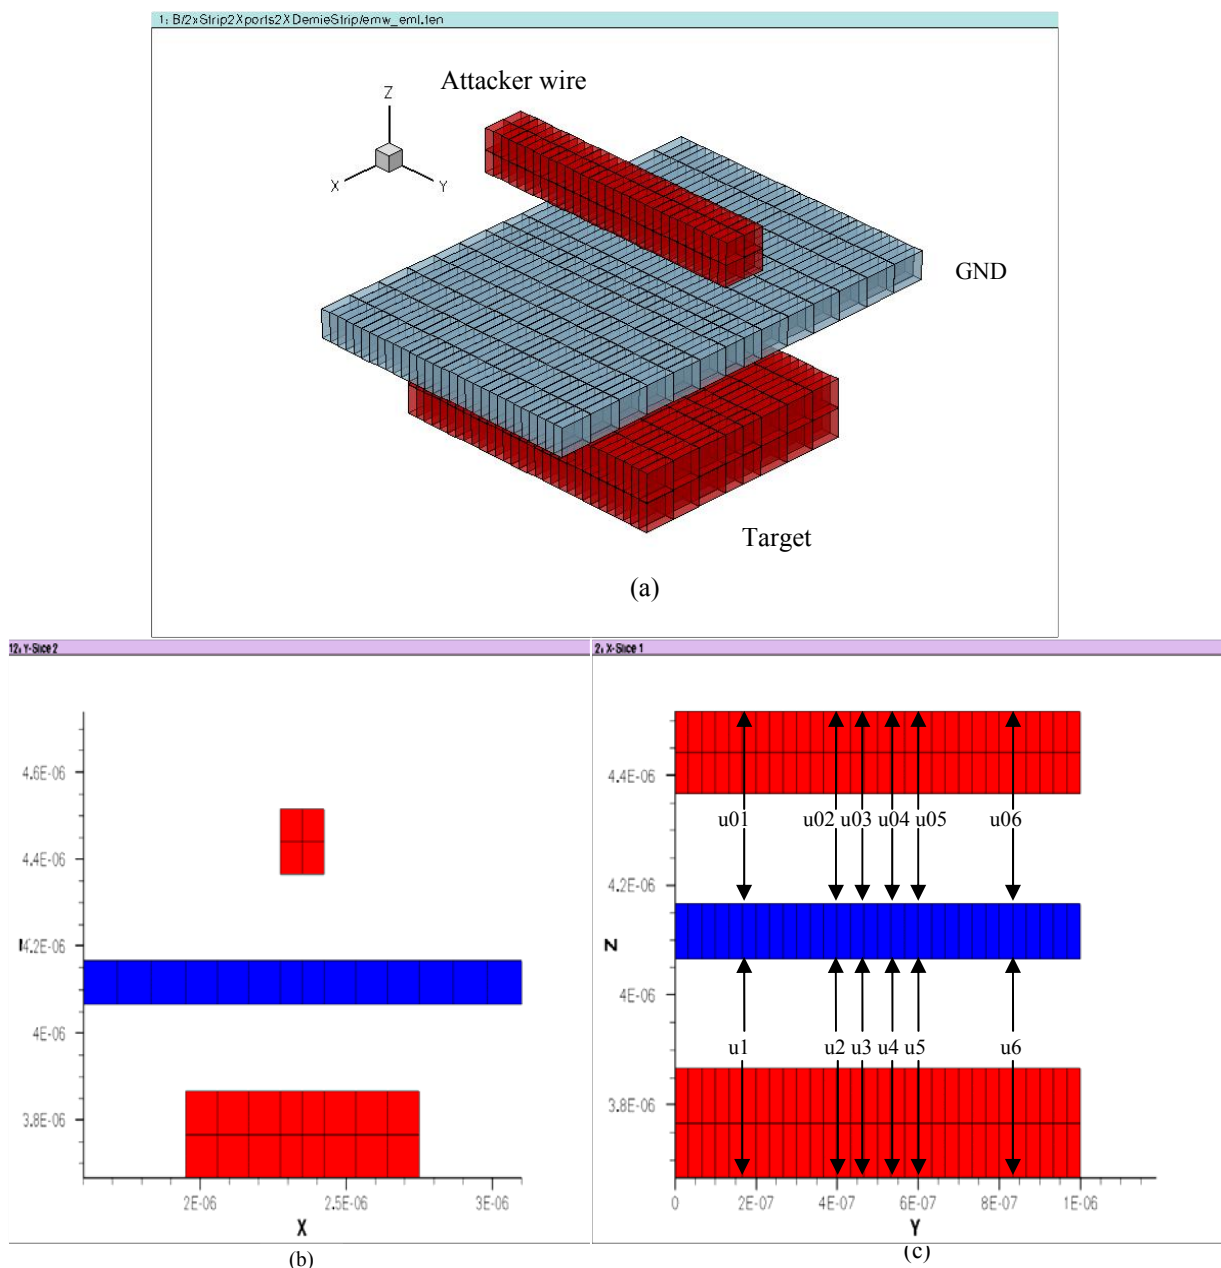 1: B/2xStrip2Xports2XDemieStrip/emw_eml.ten
Attacker wire
Z
X
Y
GND
Target
(a)
12: Y-Slice 2
4.6E-06
4.4E-06
4.2E-06
4E-06
3.8E-06
2E-06 2.5E-06 3E-06
X
(b)
2: X-Slice 1
4.4E-06
u01 u02 u03 u04 u05 u06
4.2E-06
Z
4E-06
u1 u2 u3 u4 u5 u6
3.8E-06
0 2E-07 4E-07 6E-07 8E-07 1E-06
Y
(c)